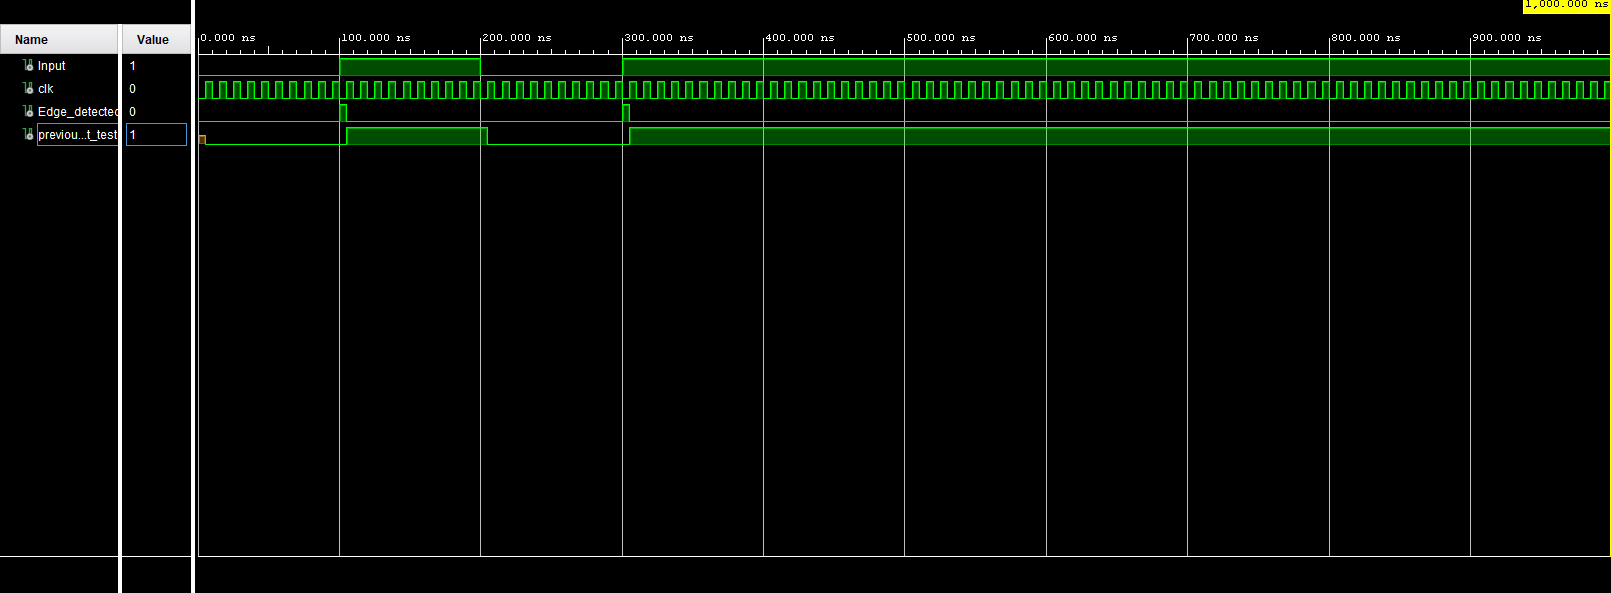 1,000.000 ns
Name Value
0.000 ns 100.000 ns 200.000 ns 300.000 ns 400.000 ns 500.000 ns 600.000 ns 700.000 ns 800.000 ns 900.000 ns
Input 1
clk 0
Edge_detected 0
previou...t_test 1